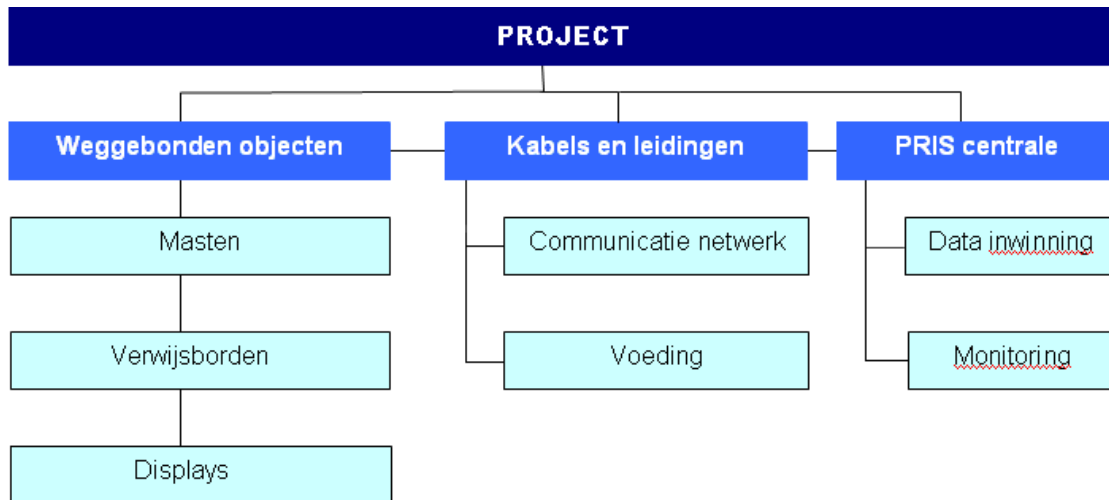 PROJECT
Weggebonden objecten
Kabels en leidingen
PRIS centrale
Masten
Communicatie netwerk
Data inwinning
Verwijsborden
Voeding
Monitoring
Displays